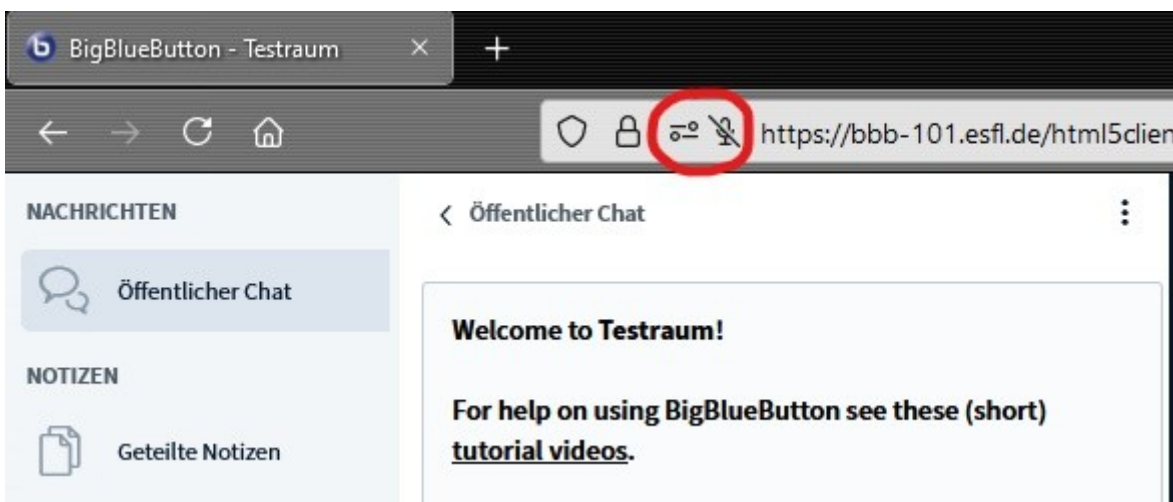 BigBlueButton - Testraum
https://bbb-101.esfl.de/html5clien
NACHRICHTEN
Öffentlicher Chat
NOTIZEN
Geteilte Notizen
Öffentlicher Chat
Welcome to Testraum!
For help on using BigBlueButton see these (short)
tutorial videos.